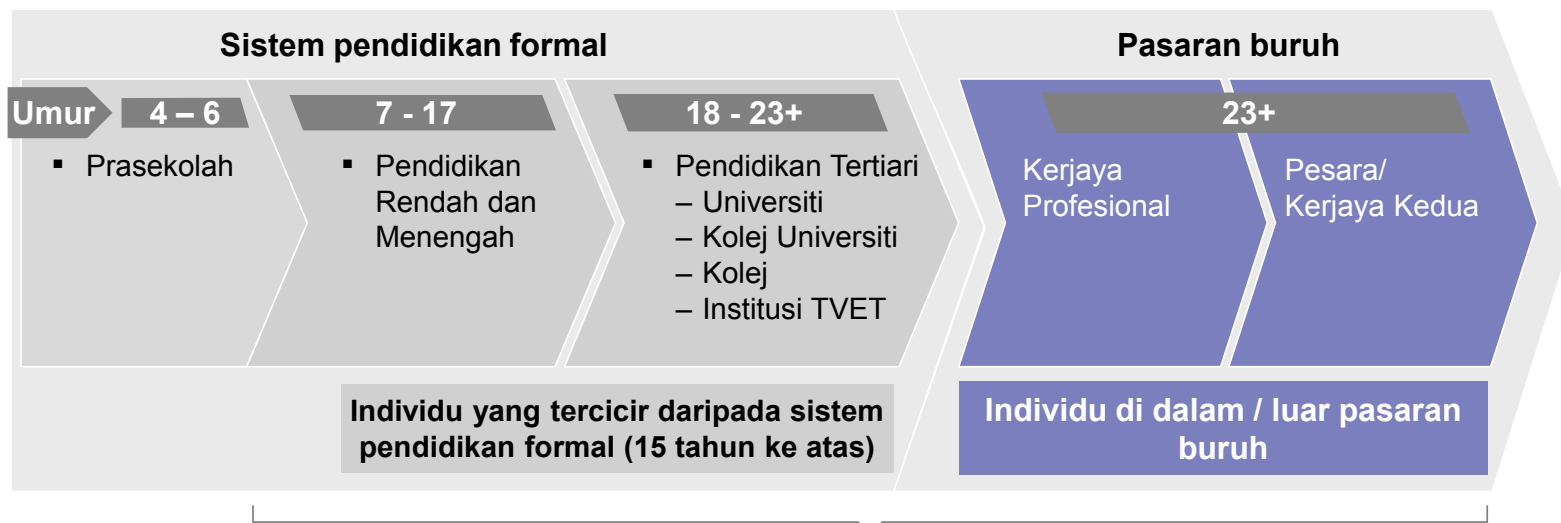 Sistem pendidikan formal
Pasaran buruh
Umur
4 – 6
7 - 17
18 - 23+
23+
▪ Prasekolah
▪ Pendidikan
Rendah dan
Menengah
▪ Pendidikan Tertiari
– Universiti
– Kolej Universiti
– Kolej
– Institusi TVET
Kerjaya
Profesional
Pesara/
Kerjaya Kedua
Individu yang tercicir daripada sistem
pendidikan formal (15 tahun ke atas)
Individu di dalam / luar pasaran
buruh